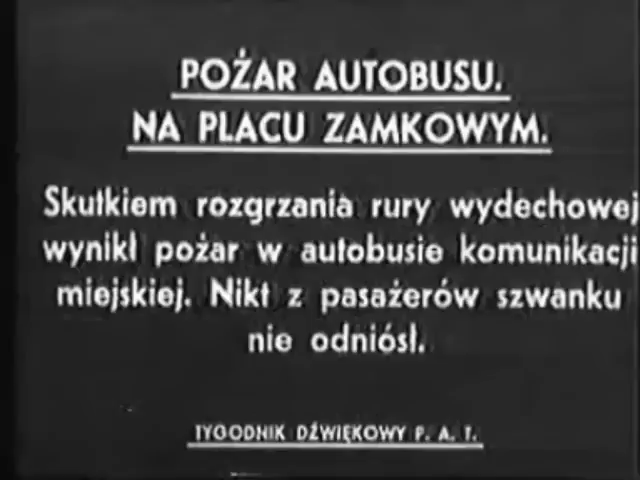 POŻAR AUTOBUSU.
NA PLACU ZAMKOWYM.
Skutkiem rozgrzania rury wydechowej
wynikł pożar w autobusie komunikacji
miejskiej. Nikt z pasażerów szwanku
nie odniósł.
TYGODNIK DŹWIĘKOWY P. A. T.